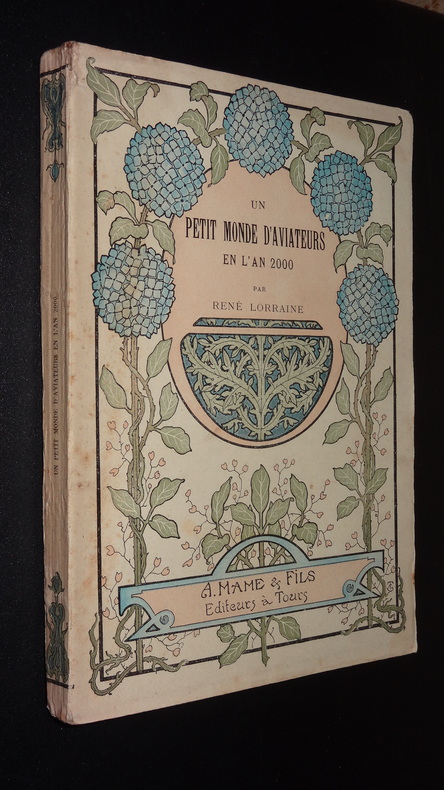 UN
PETIT MONDE D'AVIATEURS
EN L'AN 2000
PAR
RENÉ LORRAINE
A. MAME & FILS
Editeurs à Tours
UN PETIT MONDE D'AVIATEURS EN L'AN 2000